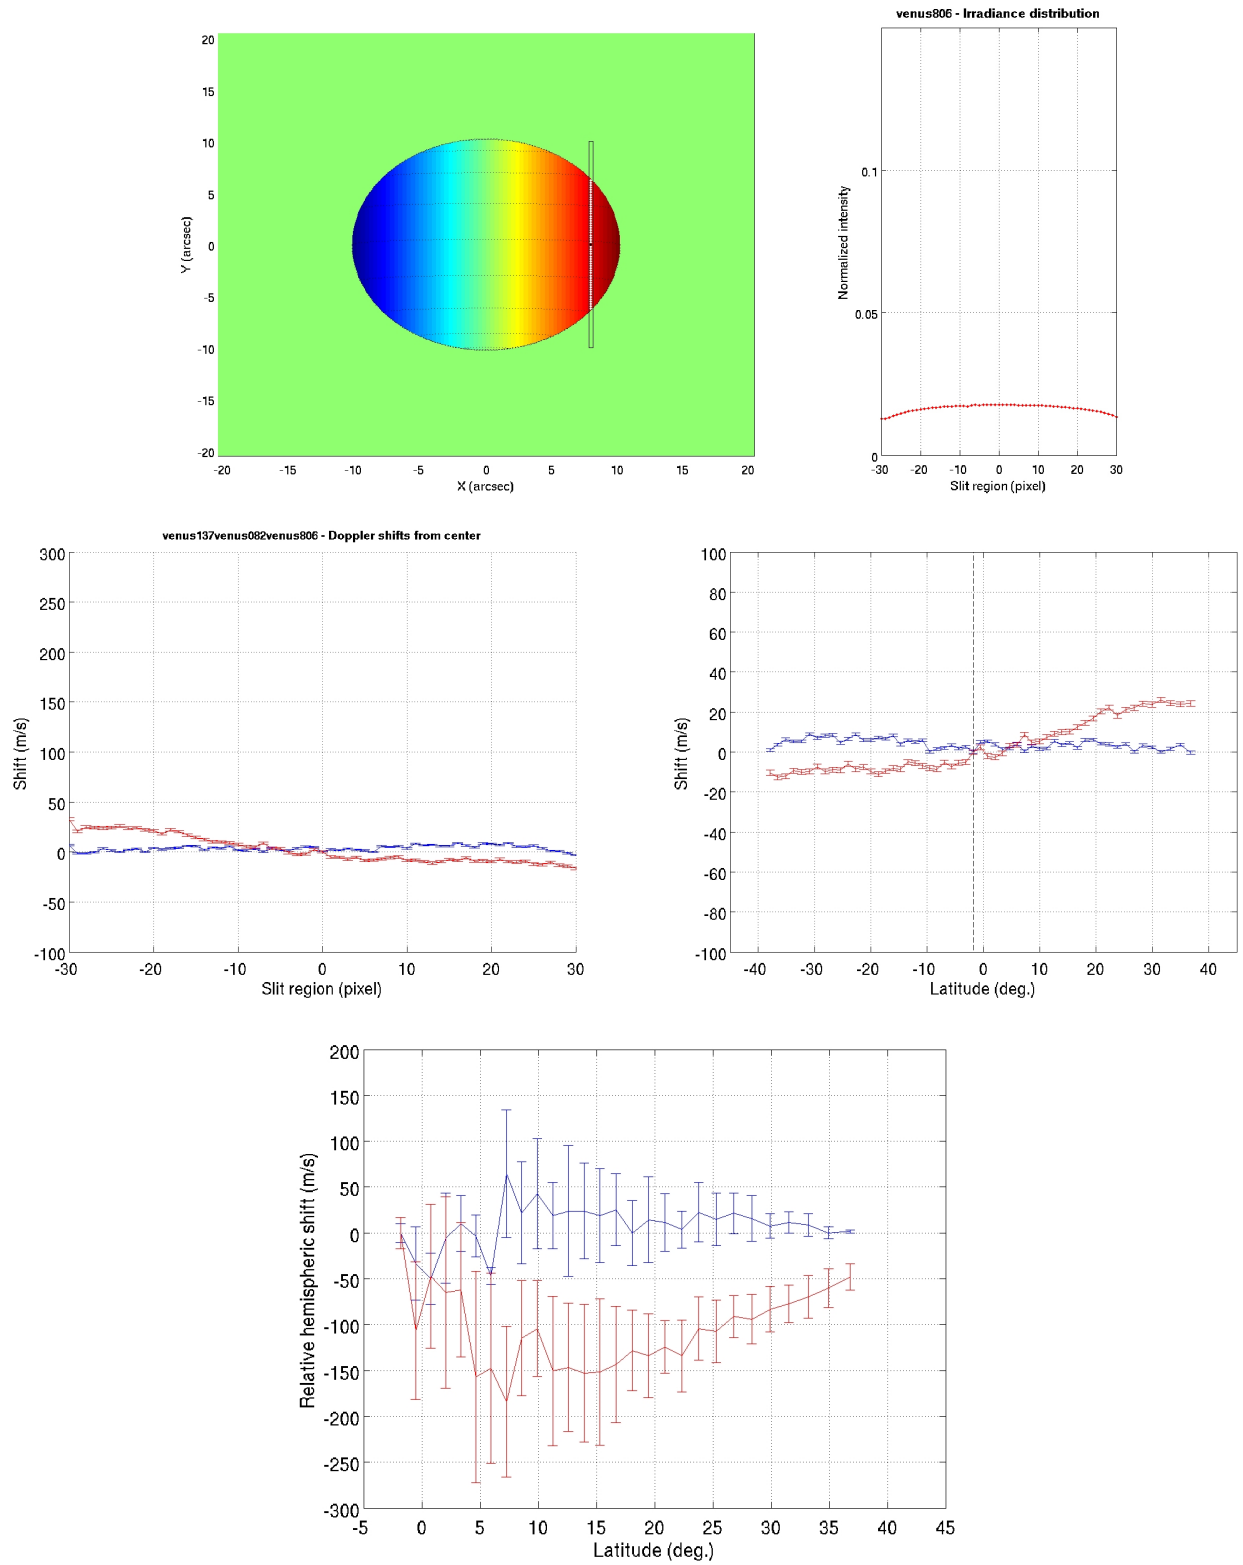 venus806 - Irradiance distribution
20
15
10
5
0
-5
-10
-15
-20
Y (arcsec)
-20 -15 -10 -5 0 5 10 15 20
X (arcsec)
0.1
0.05
0
Normalized intensity
-30 -20 -10 0 10 20 30
Slit region (pixel)
venus137venus082venus806 - Doppler shifts from center
300
250
200
150
100
50
0
-50
-100
Shift (m/s)
-30 -20 -10 0 10 20 30
Slit region (pixel)
100
80
60
40
20
0
-20
-40
-60
-80
-100
Shift (m/s)
-40 -30 -20 -10 0 10 20 30 40
Latitude (deg.)
200
150
100
50
0
-50
-100
-150
-200
-250
-300
Relative hemispheric shift (m/s)
-5 0 5 10 15 20 25 30 35 40 45
Latitude (deg.)